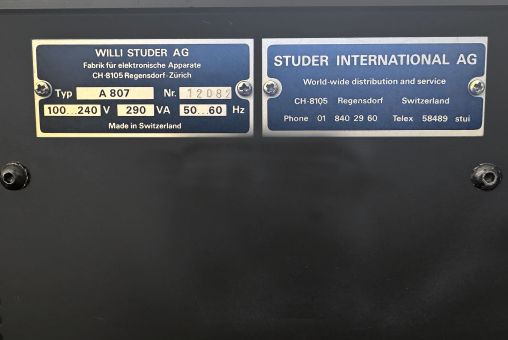 WILLI STUDER AG
Fabrik für elektronische Apparate
CH-8105 Regensdorf-Zürich
Typ A 807 Nr. 12082
100...240 V 290 VA 50...60 Hz
Made in Switzerland
STUDER INTERNATIONAL AG
World-wide distribution and service
CH-8105 Regensdorf Switzerland
Phone 01 840 29 60 Telex 58489 stui